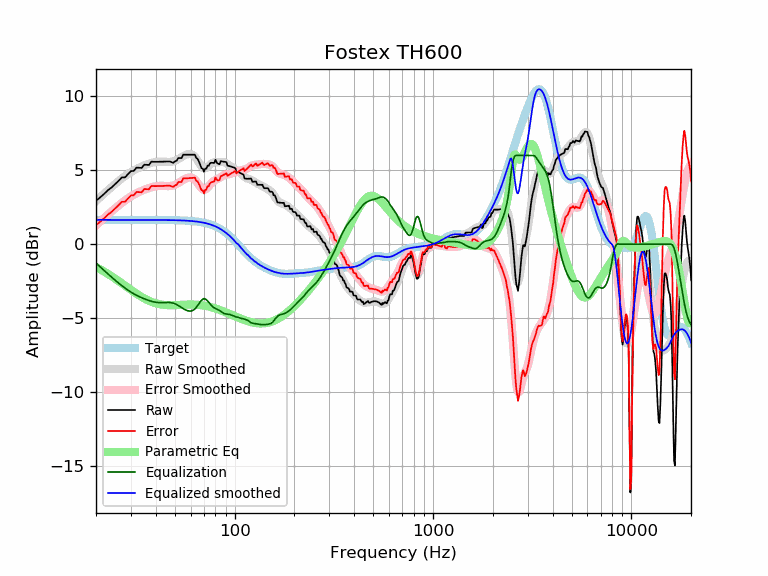 Fostex TH600
10
5
0
−5
−10
−15
Amplitude (dBr)
Target
Raw Smoothed
Error Smoothed
Raw
Error
Parametric Eq
Equalization
Equalized smoothed
100
1000
10000
Frequency (Hz)